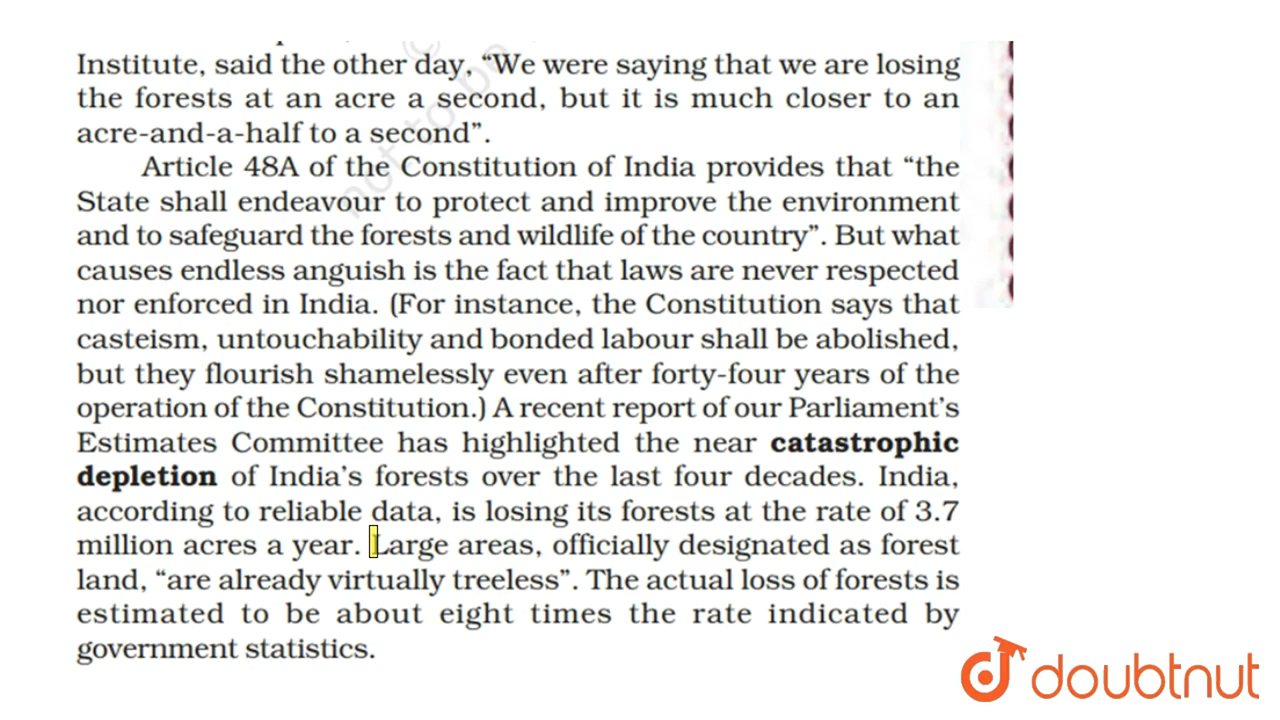 Institute, said the other day, “We were saying that we are losing
the forests at an acre a second, but it is much closer to an
acre-and-a-half to a second”.
Article 48A of the Constitution of India provides that “the
State shall endeavour to protect and improve the environment
and to safeguard the forests and wildlife of the country”. But what
causes endless anguish is the fact that laws are never respected
nor enforced in India. (For instance, the Constitution says that
casteism, untouchability and bonded labour shall be abolished,
but they flourish shamelessly even after forty-four years of the
operation of the Constitution.) A recent report of our Parliament’s
Estimates Committee has highlighted the near catastrophic
depletion of India’s forests over the last four decades. India,
according to reliable data, is losing its forests at the rate of 3.7
million acres a year. Large areas, officially designated as forest
land, “are already virtually treeless”. The actual loss of forests is
estimated to be about eight times the rate indicated by
government statistics.
not to be
doubtnut